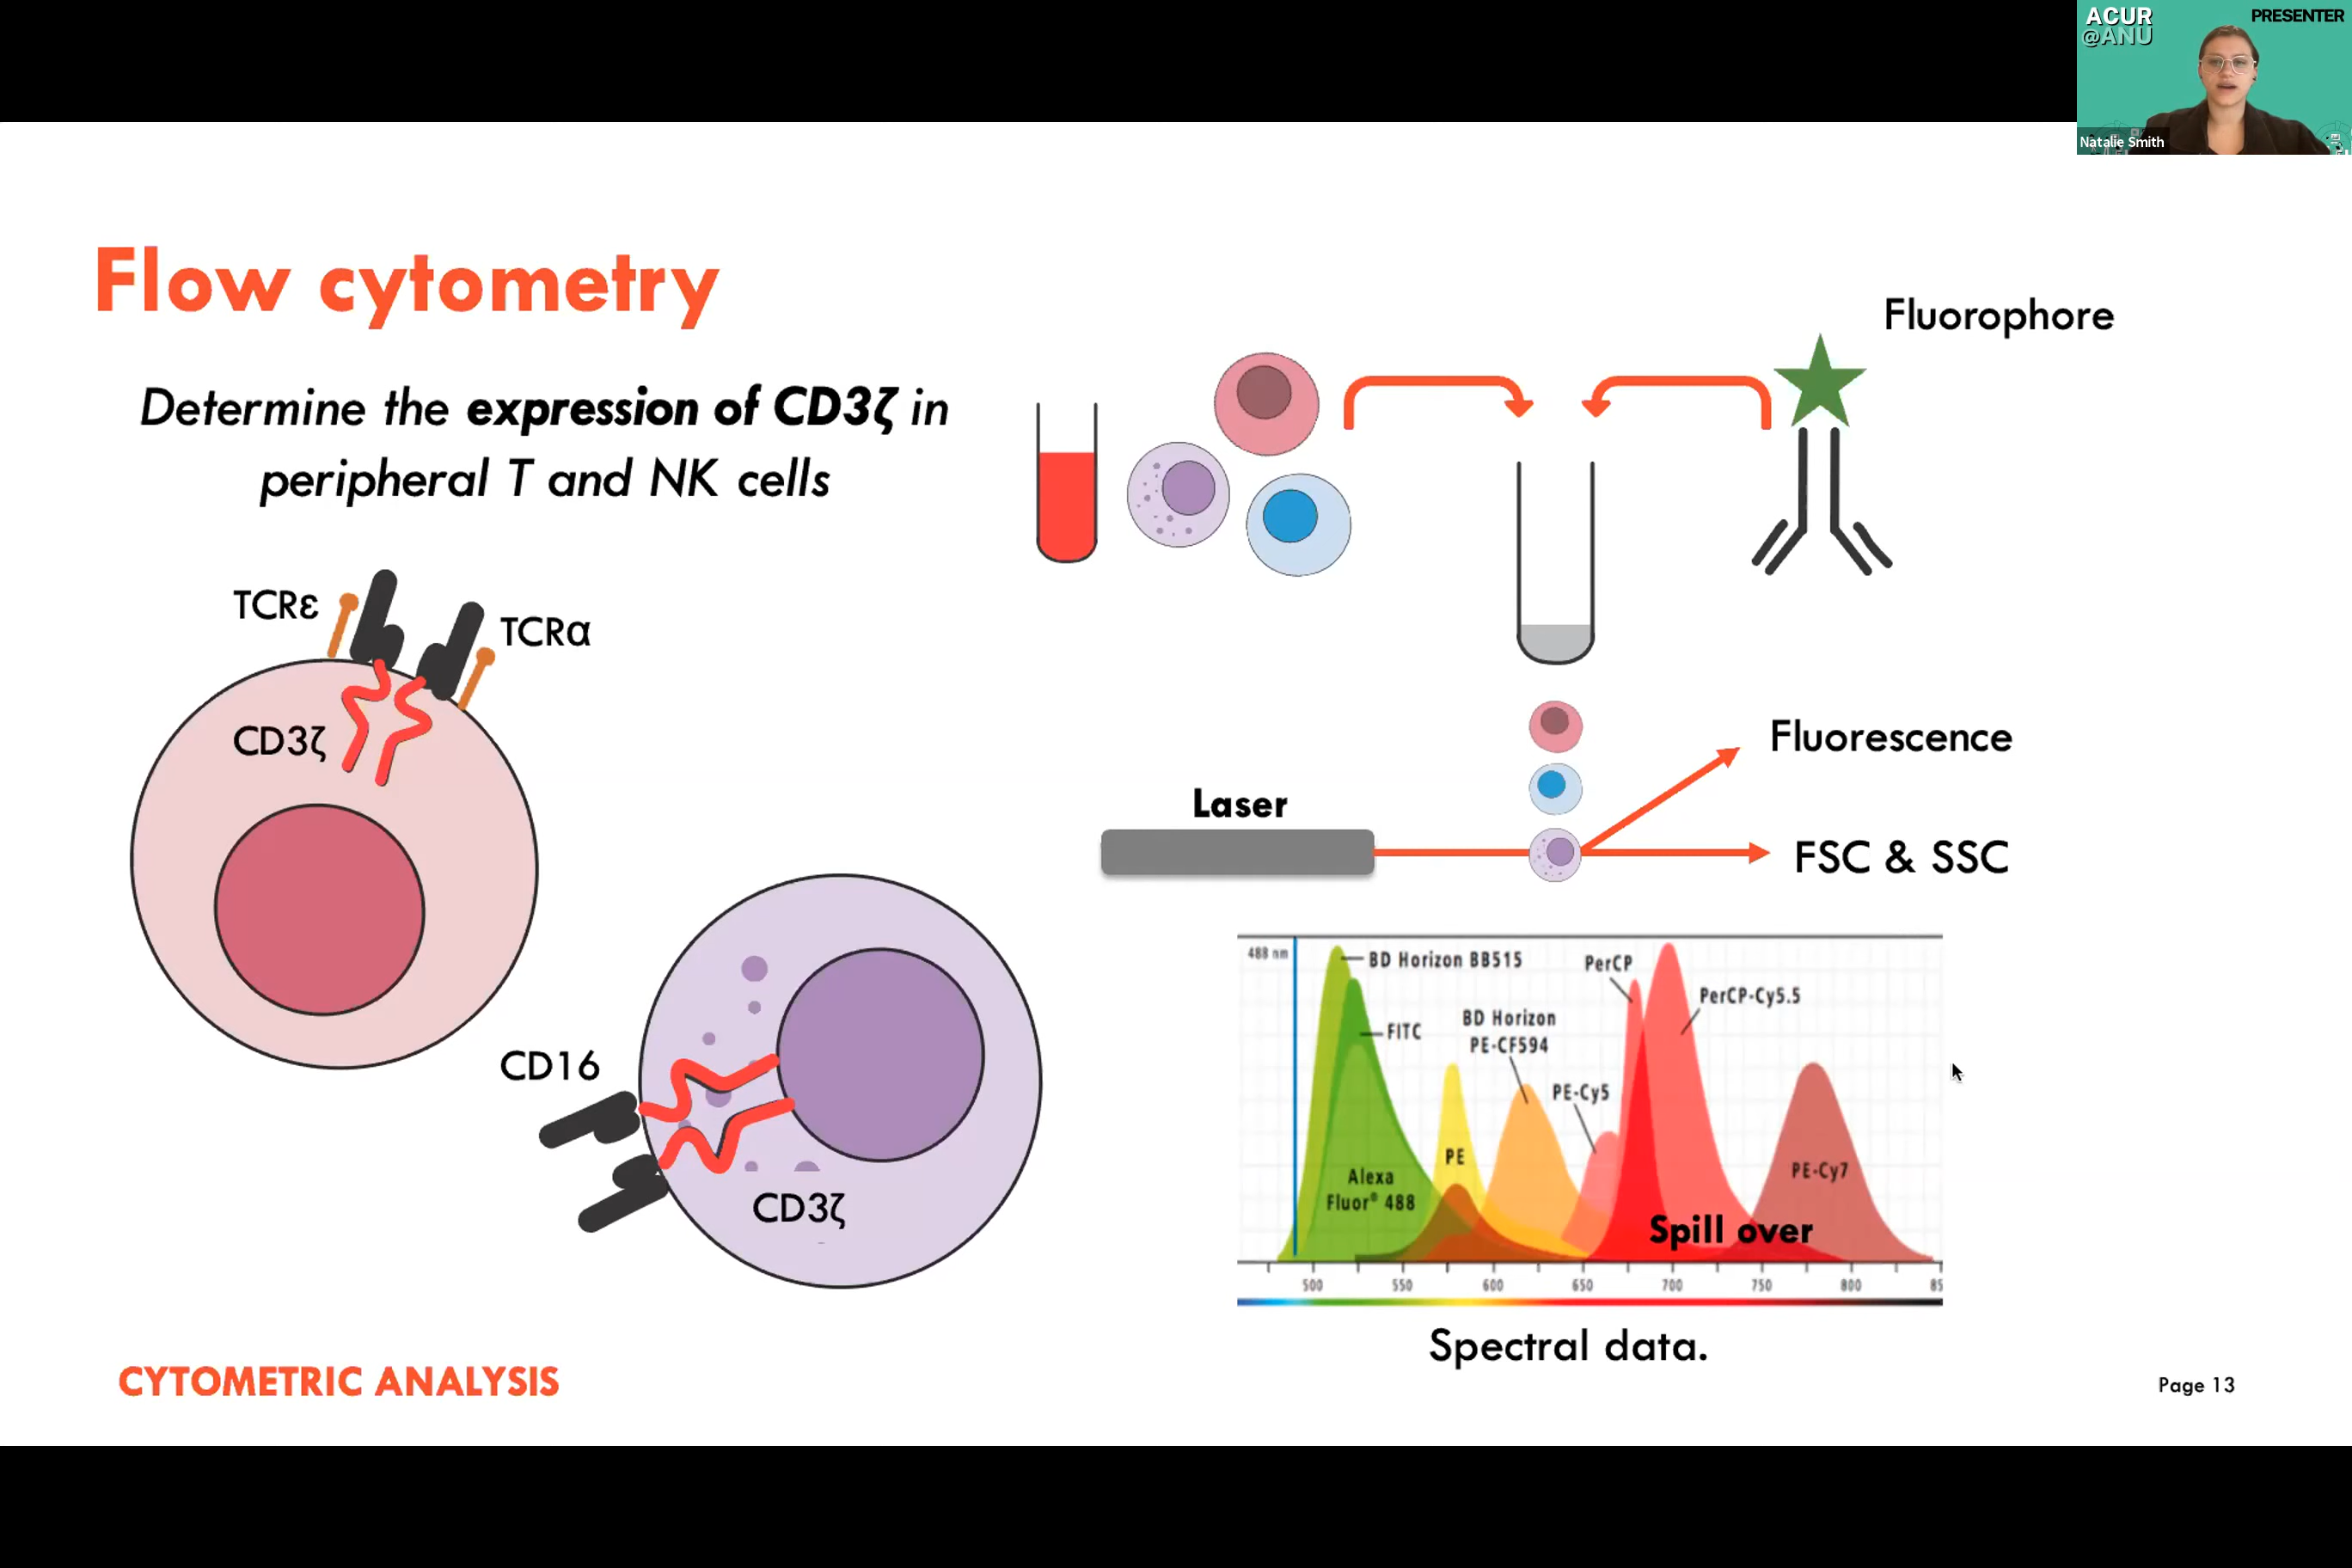 ACUR
@ANU
PRESENTER
Natalie Smith
Flow cytometry
Determine the expression of CD3ζ in
peripheral T and NK cells
TCRε
TCRα
CD3ζ
CD16
CD3ζ
Fluorophore
Laser
Fluorescence
FSC & SSC
488 nm
BD Horizon BB515
FITC
Alexa
Fluor® 488
PE
BD Horizon
PE-CF594
PE-Cy5
PerCP
PerCP-Cy5.5
PE-Cy7
Spill over
500 550 600 650 700 750 800 85
Spectral data.
CYTOMETRIC ANALYSIS
Page 13